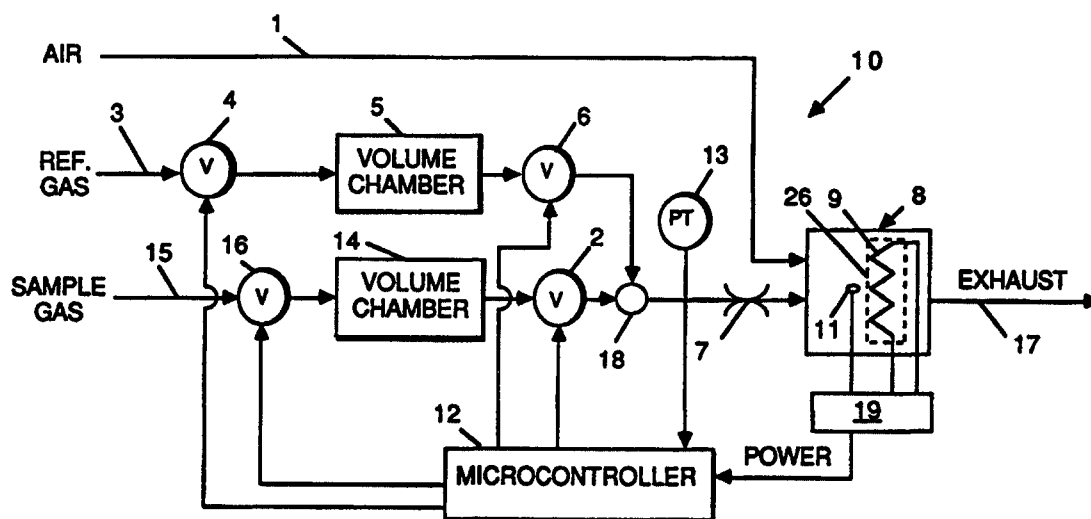 1
AIR
10
3
4
5
6
REF.
GAS
V
VOLUME
CHAMBER
V
13
PT
26
9
8
SAMPLE
GAS
15
16
V
14
VOLUME
CHAMBER
2
V
18
7
11
EXHAUST
17
19
12
MICROCONTROLLER
POWER